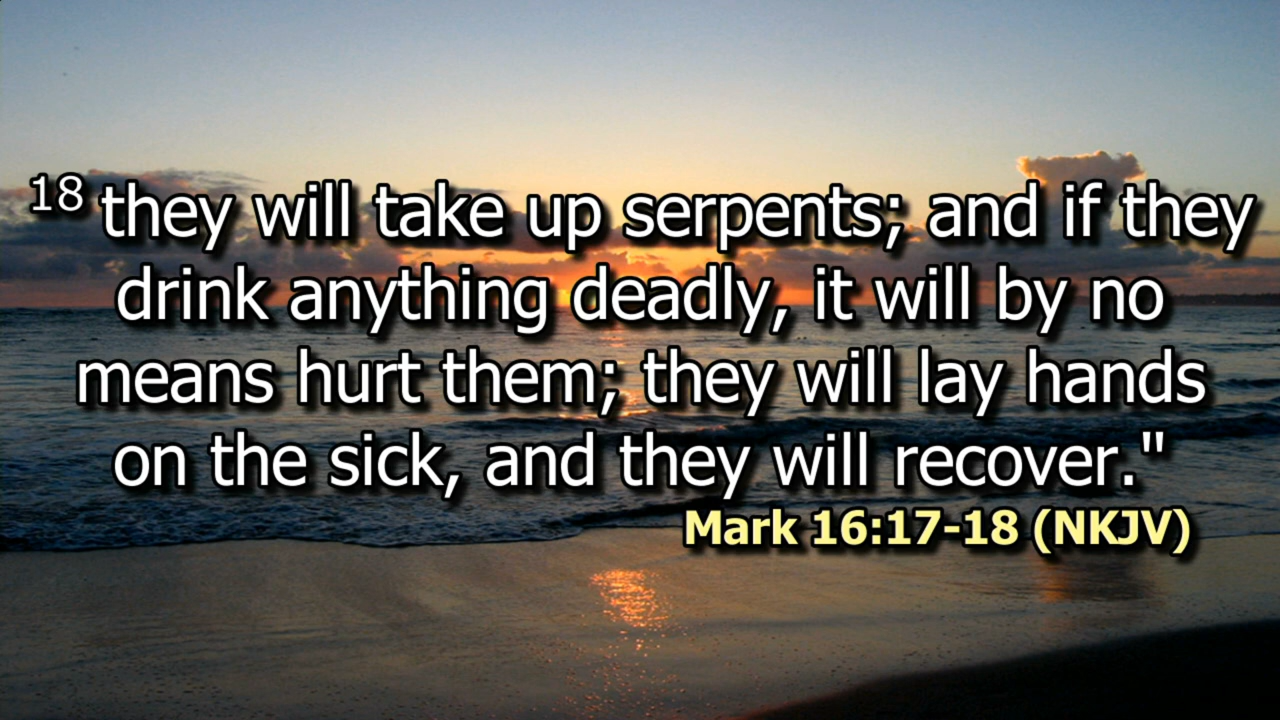 18 they will take up serpents; and if they
drink anything deadly, it will by no
means hurt them; they will lay hands
on the sick, and they will recover."
Mark 16:17-18 (NKJV)